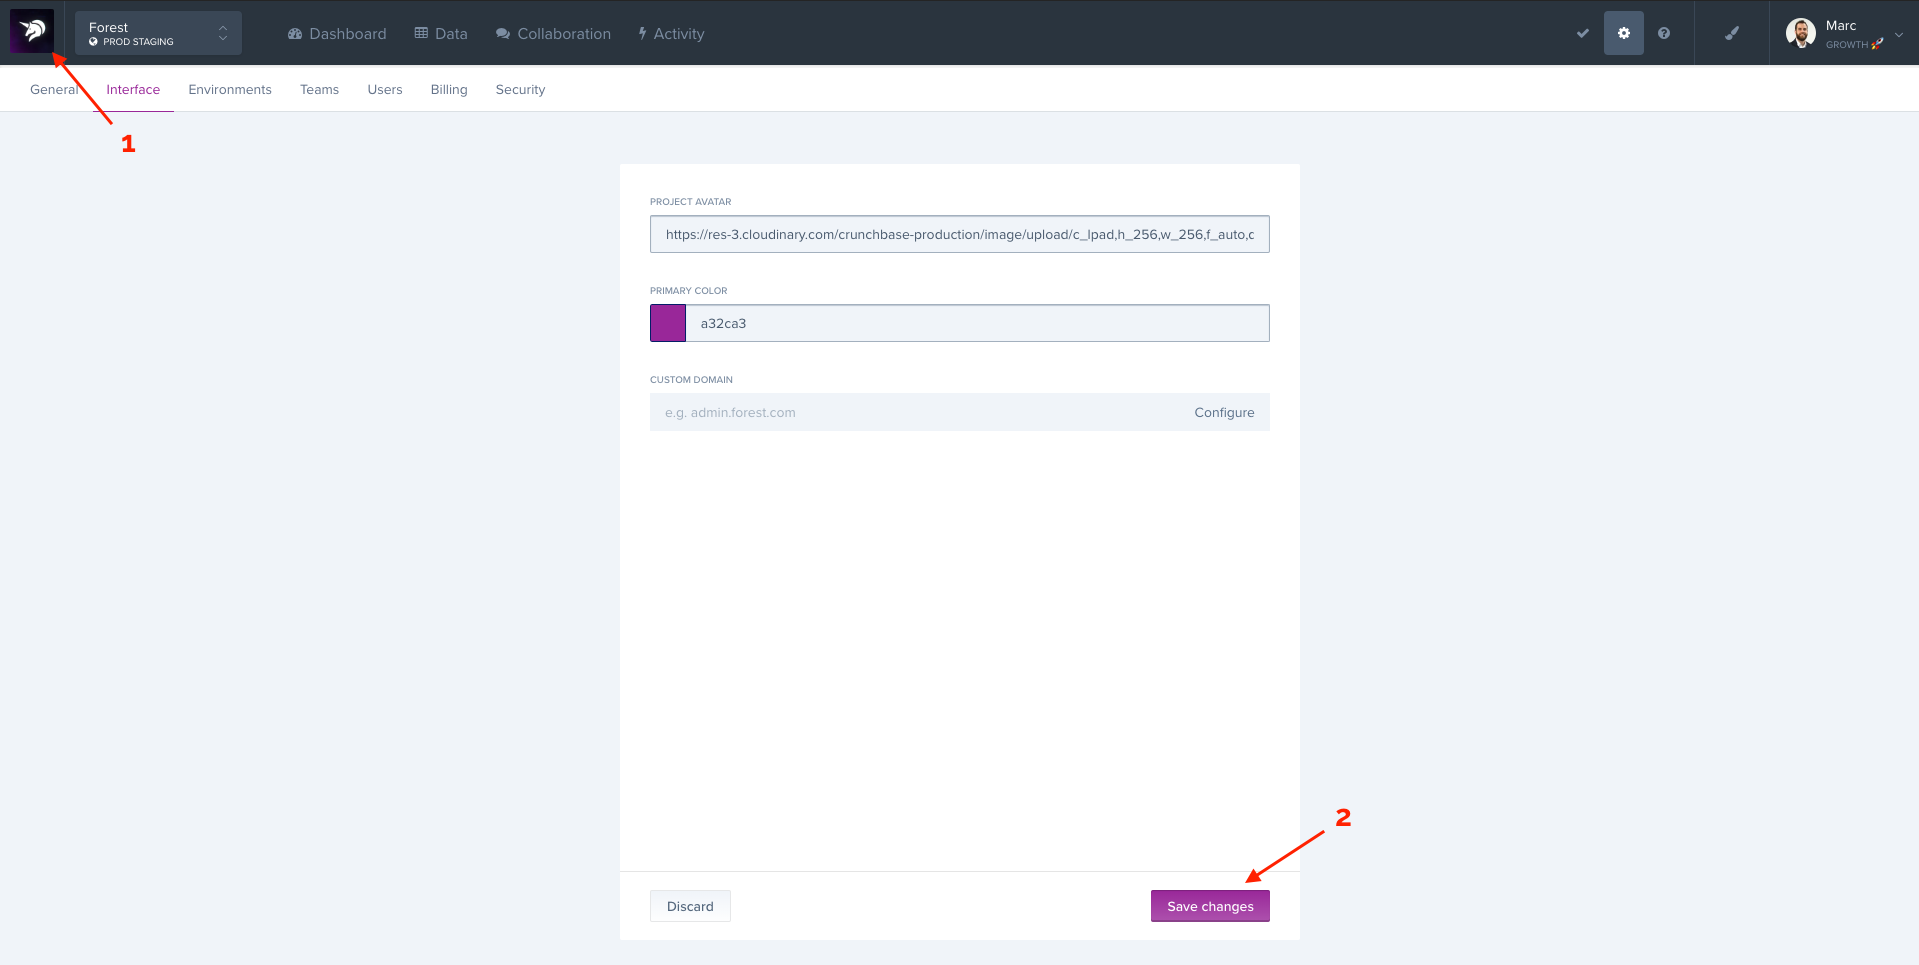 Forest
PROD STAGING
Dashboard
Data
Collaboration
Activity
Marc
GROWTH 🚀
General
Interface
Environments
Teams
Users
Billing
Security
1
PROJECT AVATAR
https://res-3.cloudinary.com/crunchbase-production/image/upload/c_lpad,h_256,w_256,f_auto,
PRIMARY COLOR
a32ca3
CUSTOM DOMAIN
e.g. admin.forest.com
Configure
2
Discard
Save changes